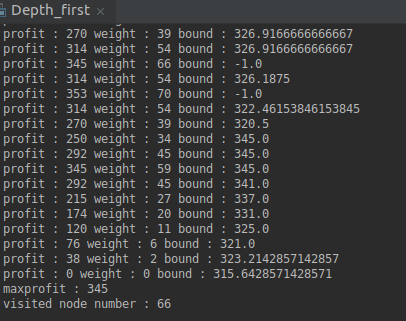 Depth_first ×
profit : 270 weight : 39 bound : 326.9166666666667
profit : 314 weight : 54 bound : 326.9166666666667
profit : 345 weight : 66 bound : -1.0
profit : 314 weight : 54 bound : 326.1875
profit : 353 weight : 70 bound : -1.0
profit : 314 weight : 54 bound : 322.46153846153845
profit : 270 weight : 39 bound : 320.5
profit : 250 weight : 34 bound : 345.0
profit : 292 weight : 45 bound : 345.0
profit : 345 weight : 59 bound : 345.0
profit : 292 weight : 45 bound : 341.0
profit : 215 weight : 27 bound : 337.0
profit : 174 weight : 20 bound : 331.0
profit : 120 weight : 11 bound : 325.0
profit : 76 weight : 6 bound : 321.0
profit : 38 weight : 2 bound : 323.2142857142857
profit : 0 weight : 0 bound : 315.6428571428571
maxprofit : 345
visited node number : 66